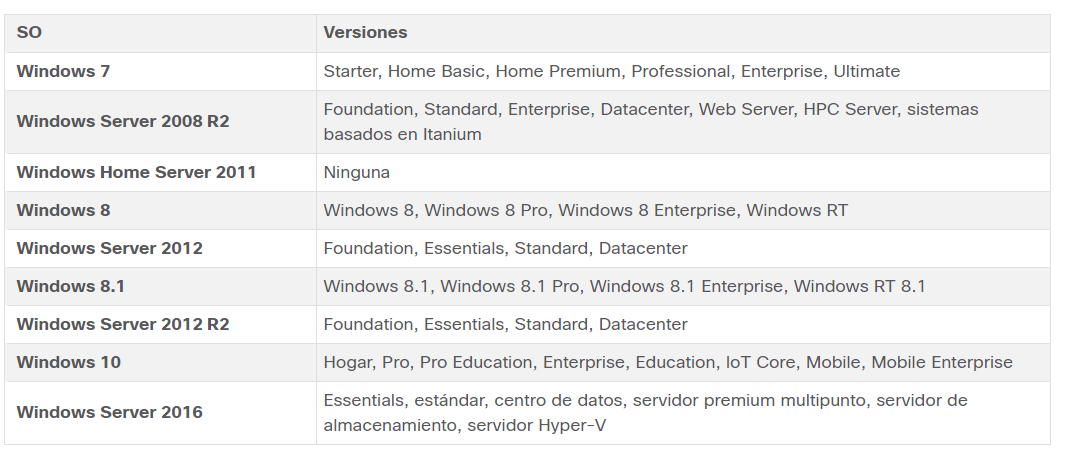 SO Versiones
Windows 7 Starter, Home Basic, Home Premium, Professional, Enterprise, Ultimate
Windows Server 2008 R2 Foundation, Standard, Enterprise, Datacenter, Web Server, HPC Server, sistemas
basados en Itanium
Windows Home Server 2011 Ninguna
Windows 8 Windows 8, Windows 8 Pro, Windows 8 Enterprise, Windows RT
Windows Server 2012 Foundation, Essentials, Standard, Datacenter
Windows 8.1 Windows 8.1, Windows 8.1 Pro, Windows 8.1 Enterprise, Windows RT 8.1
Windows Server 2012 R2 Foundation, Essentials, Standard, Datacenter
Windows 10 Hogar, Pro, Pro Education, Enterprise, Education, IoT Core, Mobile, Mobile Enterprise
Windows Server 2016 Essentials, estándar, centro de datos, servidor premium multipunto, servidor de
almacenamiento, servidor Hyper-V